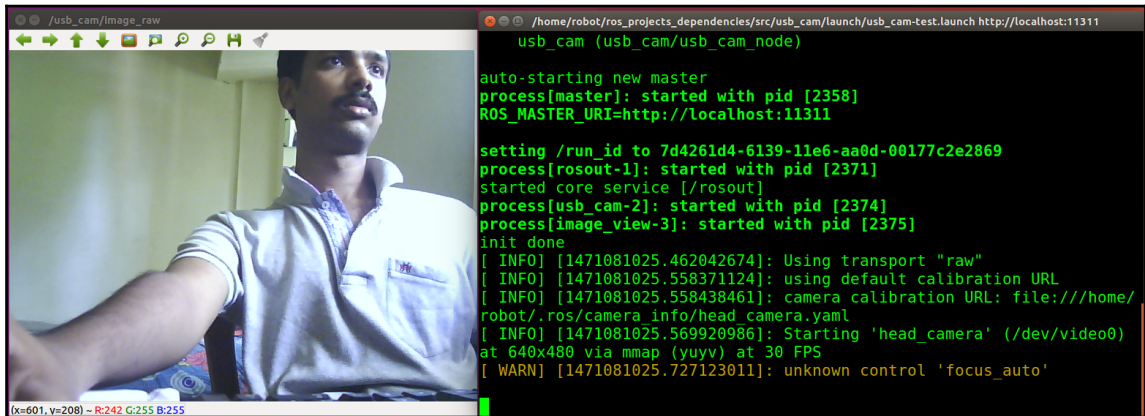 /usb_cam/image_raw
(x=601, y=208) ~ R:242 G:255 B:255
/home/robot/ros_projects_dependencies/src/usb_cam/launch/usb_cam-test.launch http://localhost:11311
usb_cam (usb_cam/usb_cam_node)
auto-starting new master
process[master]: started with pid [2358]
ROS_MASTER_URI=http://localhost:11311
setting /run_id to 7d4261d4-6139-11e6-aa0d-00177c2e2869
process[rosout-1]: started with pid [2371]
started core service [/rosout]
process[usb_cam-2]: started with pid [2374]
process[image_view-3]: started with pid [2375]
init done
[ INFO] [1471081025.462042674]: Using transport "raw"
[ INFO] [1471081025.558371124]: using default calibration URL
[ INFO] [1471081025.558438461]: camera calibration URL: file:///home/
robot/.ros/camera_info/head_camera.yaml
[ INFO] [1471081025.569920986]: Starting 'head_camera' (/dev/video0)
at 640x480 via mmap (yuyv) at 30 FPS
[ WARN] [1471081025.727123011]: unknown control 'focus_auto'